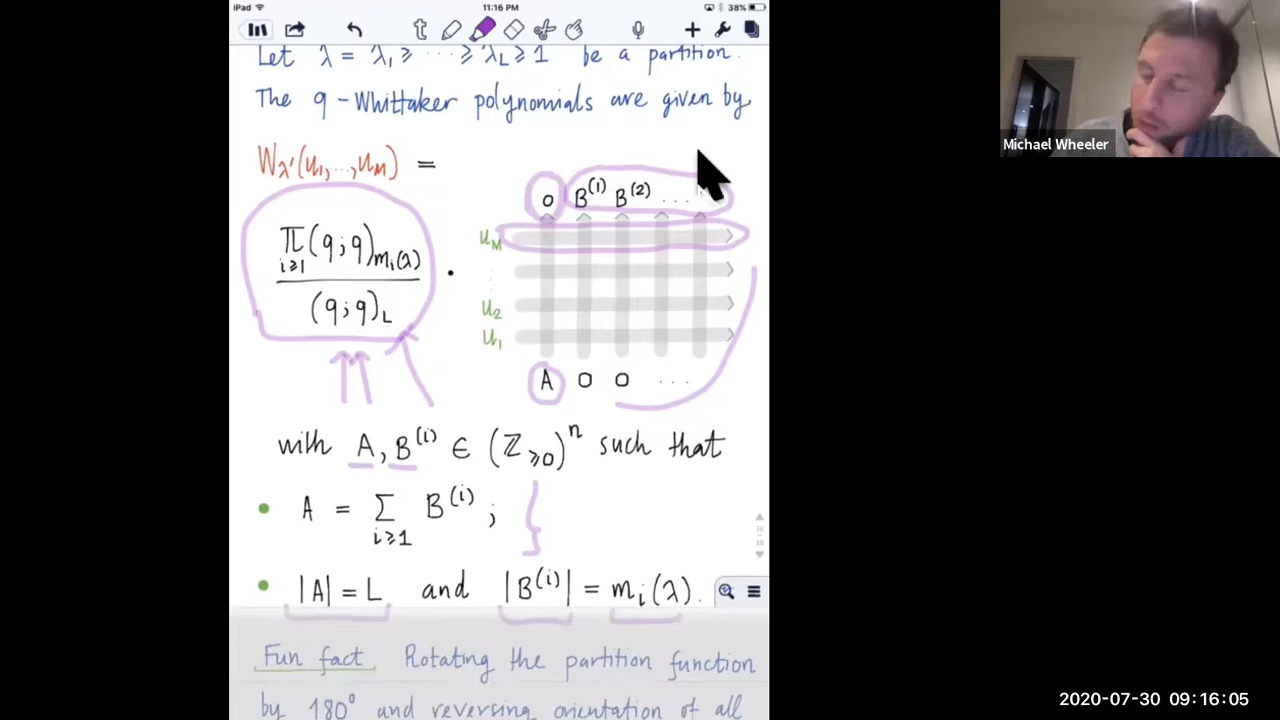 iPad 11:16 PM 38%
Let λ = λ₁ ≥ ··· ≥ λ_L ≥ 1 be a partition.
The q-Whittaker polynomials are given by
W_λ'(u₁,...,u_M) =
∏_{i≥1} (q;q)_{m_i(λ)}
(q;q)_L
·
0 B^(1) B^(2) ...
u_M
⋮
u₂
u₁
A 0 0 ...
with A, B^(i) ∈ (ℤ_{≥0})^n such that
• A = ∑_{i≥1} B^(i) ;
• |A| = L and |B^(i)| = m_i(λ).
Fun fact. Rotating the partition function
by 180° and reversing orientation of all
Michael Wheeler
2020-07-30 09:16:05